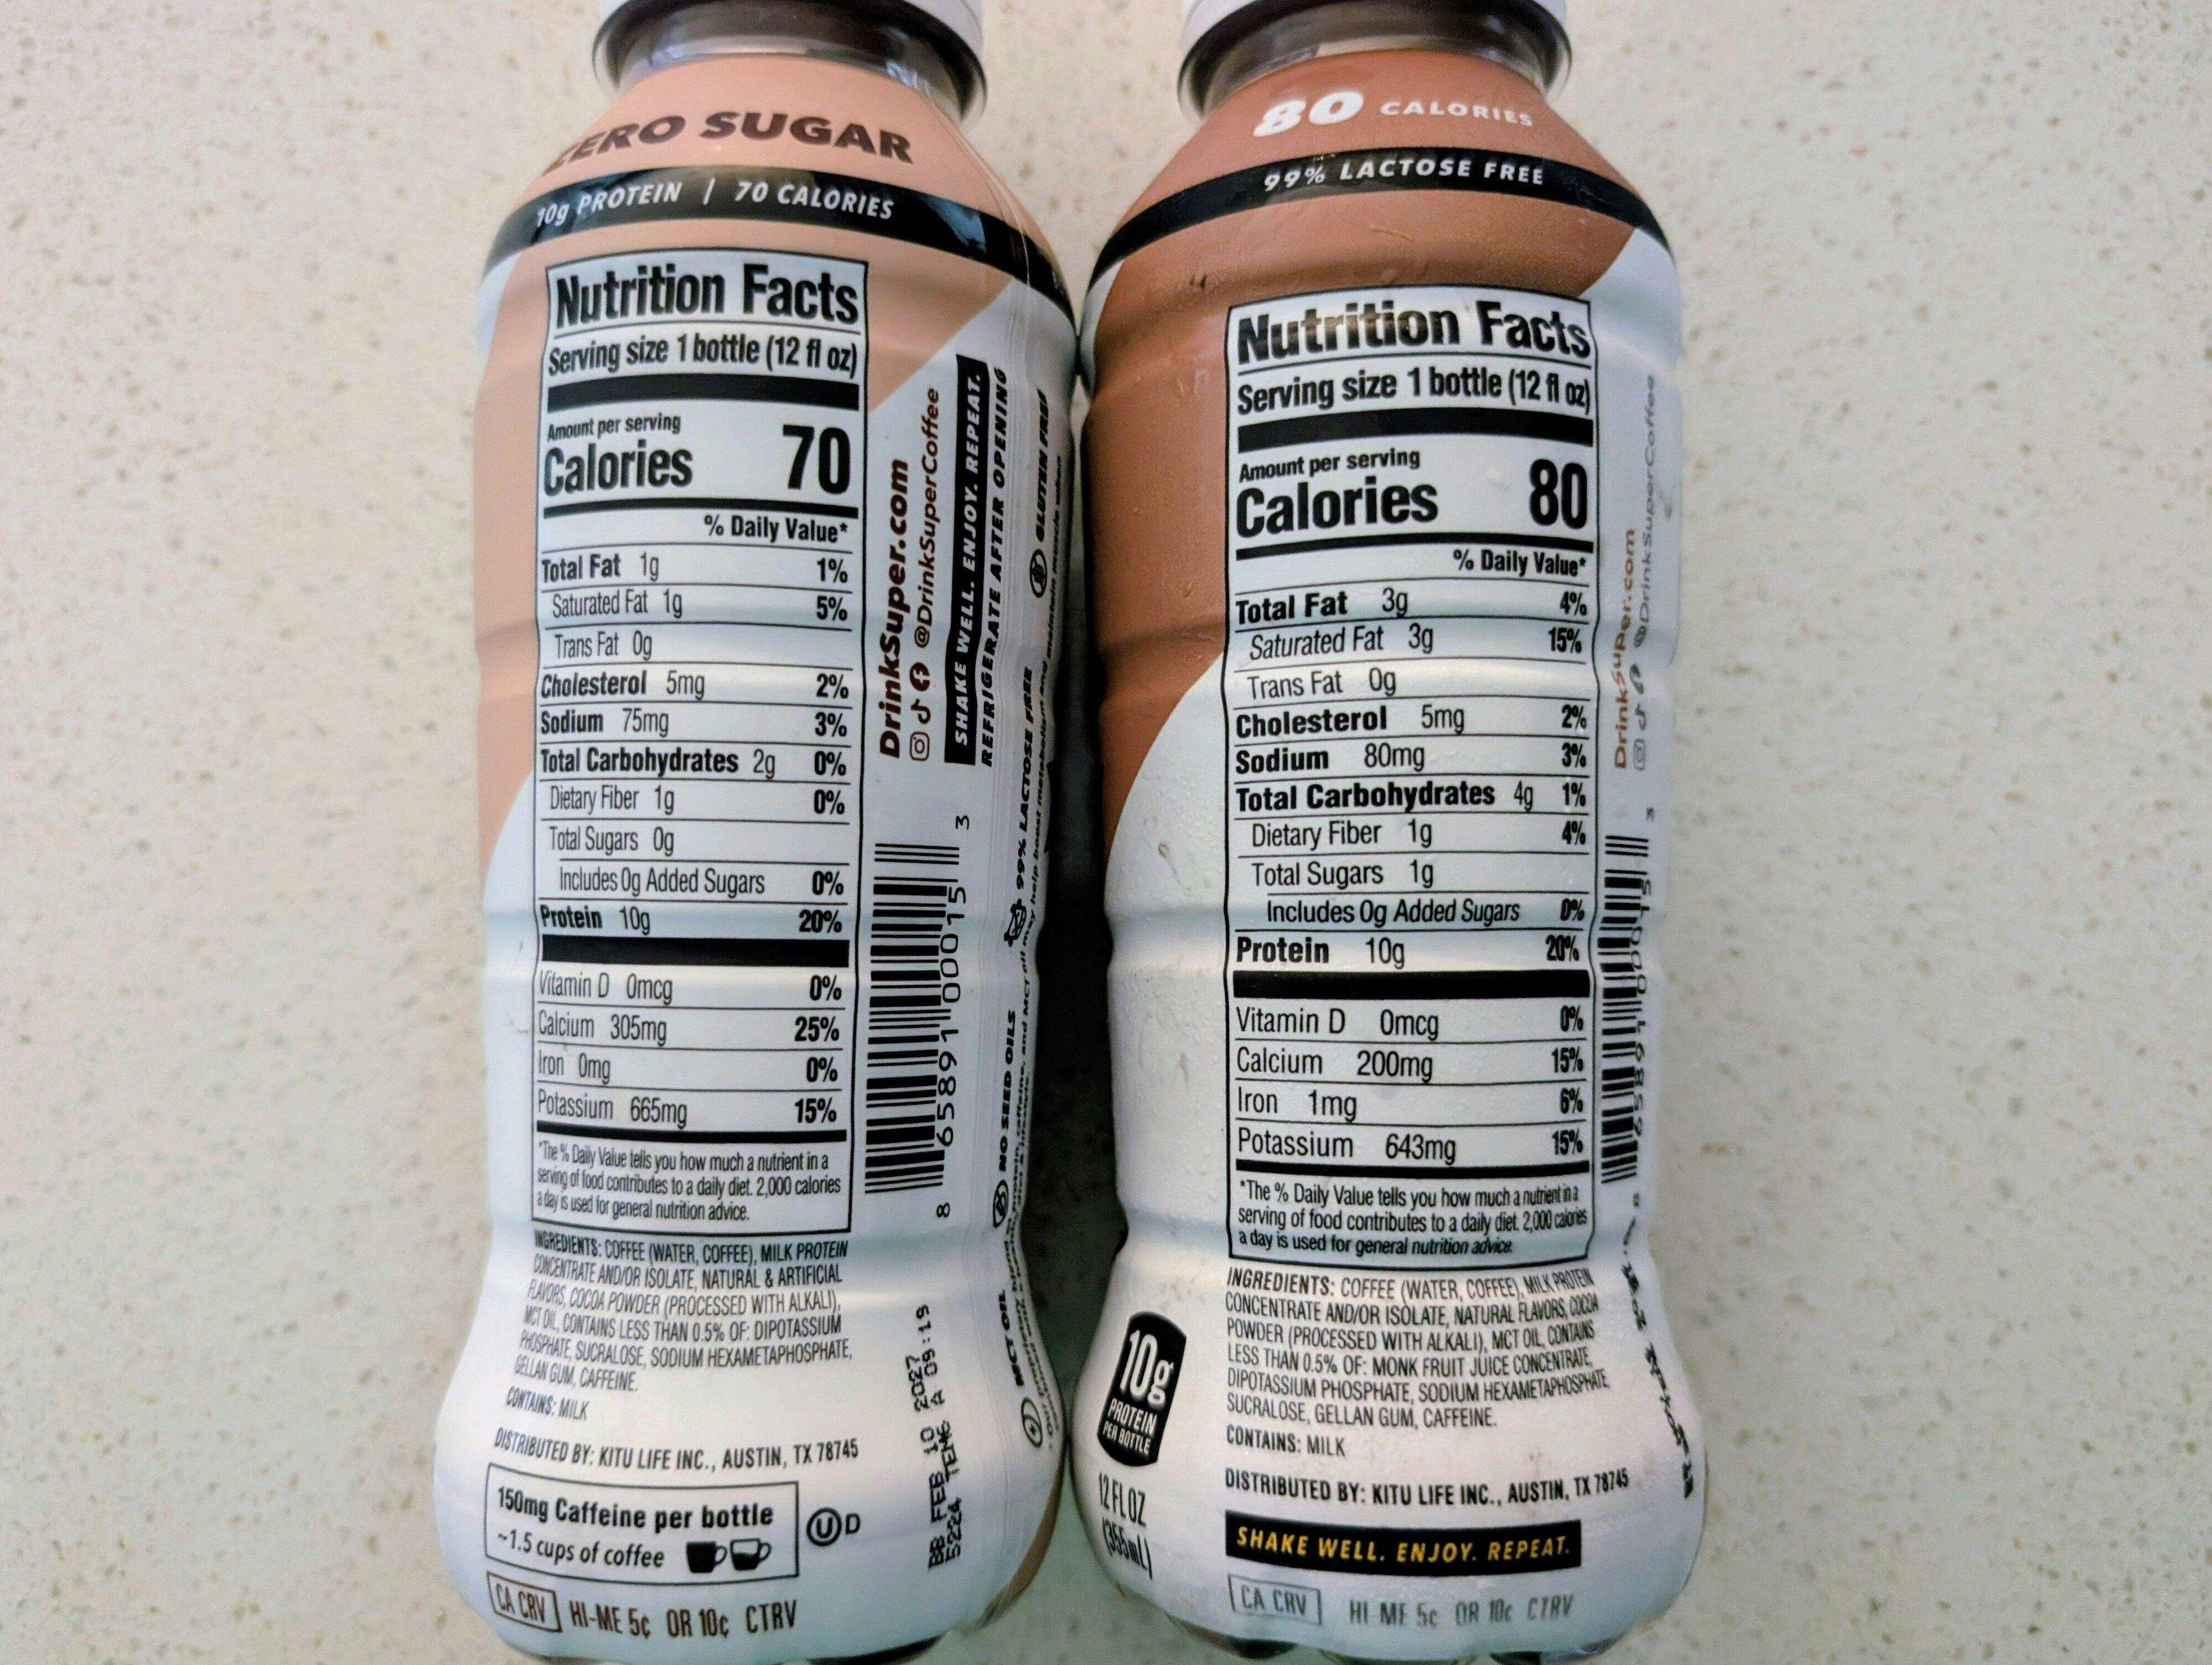 ZERO SUGAR
10g PROTEIN | 70 CALORIES
Nutrition Facts
Serving size 1 bottle (12 fl oz)
Amount per serving
Calories 70
% Daily Value*
Total Fat 1g 1%
Saturated Fat 1g 5%
Trans Fat 0g
Cholesterol 5mg 2%
Sodium 75mg 3%
Total Carbohydrates 2g 0%
Dietary Fiber 1g 0%
Total Sugars 0g
Includes 0g Added Sugars 0%
Protein 10g 20%
Vitamin D 0mcg 0%
Calcium 305mg 25%
Iron 0mg 0%
Potassium 665mg 15%
*The % Daily Value tells you how much a nutrient in a
serving of food contributes to a daily diet. 2,000 calories
a day is used for general nutrition advice.
INGREDIENTS: COFFEE (WATER, COFFEE), MILK PROTEIN
CONCENTRATE AND/OR ISOLATE, NATURAL & ARTIFICIAL
FLAVORS, COCOA POWDER (PROCESSED WITH ALKALI),
MCT OIL, CONTAINS LESS THAN 0.5% OF: DIPOTASSIUM
PHOSPHATE, SUCRALOSE, SODIUM HEXAMETAPHOSPHATE,
GELLAN GUM, CAFFEINE.
CONTAINS: MILK
DISTRIBUTED BY: KITU LIFE INC., AUSTIN, TX 78745
150mg Caffeine per bottle
~1.5 cups of coffee
U D
CA CRV HI-ME 5¢ OR 10¢ CTRV
DrinkSuper.com
@DrinkSuperCoffee
SHAKE WELL. ENJOY. REPEAT.
REFRIGERATE AFTER OPENING
8 65891 00015 3
BB FEB 10 2027
5224 TEMG A 09:19
MCT OIL
NO SEED OILS
99% LACTOSE FREE
GLUTEN FREE
80 CALORIES
99% LACTOSE FREE
Nutrition Facts
Serving size 1 bottle (12 fl oz)
Amount per serving
Calories 80
% Daily Value*
Total Fat 3g 4%
Saturated Fat 3g 15%
Trans Fat 0g
Cholesterol 5mg 2%
Sodium 80mg 3%
Total Carbohydrates 4g 1%
Dietary Fiber 1g 4%
Total Sugars 1g
Includes 0g Added Sugars 0%
Protein 10g 20%
Vitamin D 0mcg 0%
Calcium 200mg 15%
Iron 1mg 6%
Potassium 643mg 15%
*The % Daily Value tells you how much a nutrient in a
serving of food contributes to a daily diet. 2,000 calories
a day is used for general nutrition advice.
INGREDIENTS: COFFEE (WATER, COFFEE), MILK PROTEIN
CONCENTRATE AND/OR ISOLATE, NATURAL FLAVORS, COCOA
POWDER (PROCESSED WITH ALKALI), MCT OIL, CONTAINS
LESS THAN 0.5% OF: MONK FRUIT JUICE CONCENTRATE,
DIPOTASSIUM PHOSPHATE, SODIUM HEXAMETAPHOSPHATE,
SUCRALOSE, GELLAN GUM, CAFFEINE.
CONTAINS: MILK
DISTRIBUTED BY: KITU LIFE INC., AUSTIN, TX 78745
SHAKE WELL. ENJOY. REPEAT.
CA CRV HI-ME 5¢ OR 10¢ CTRV
10g
PROTEIN
PER BOTTLE
12 FL OZ
(355mL)
DrinkSuper.com
@DrinkSuperCoffee